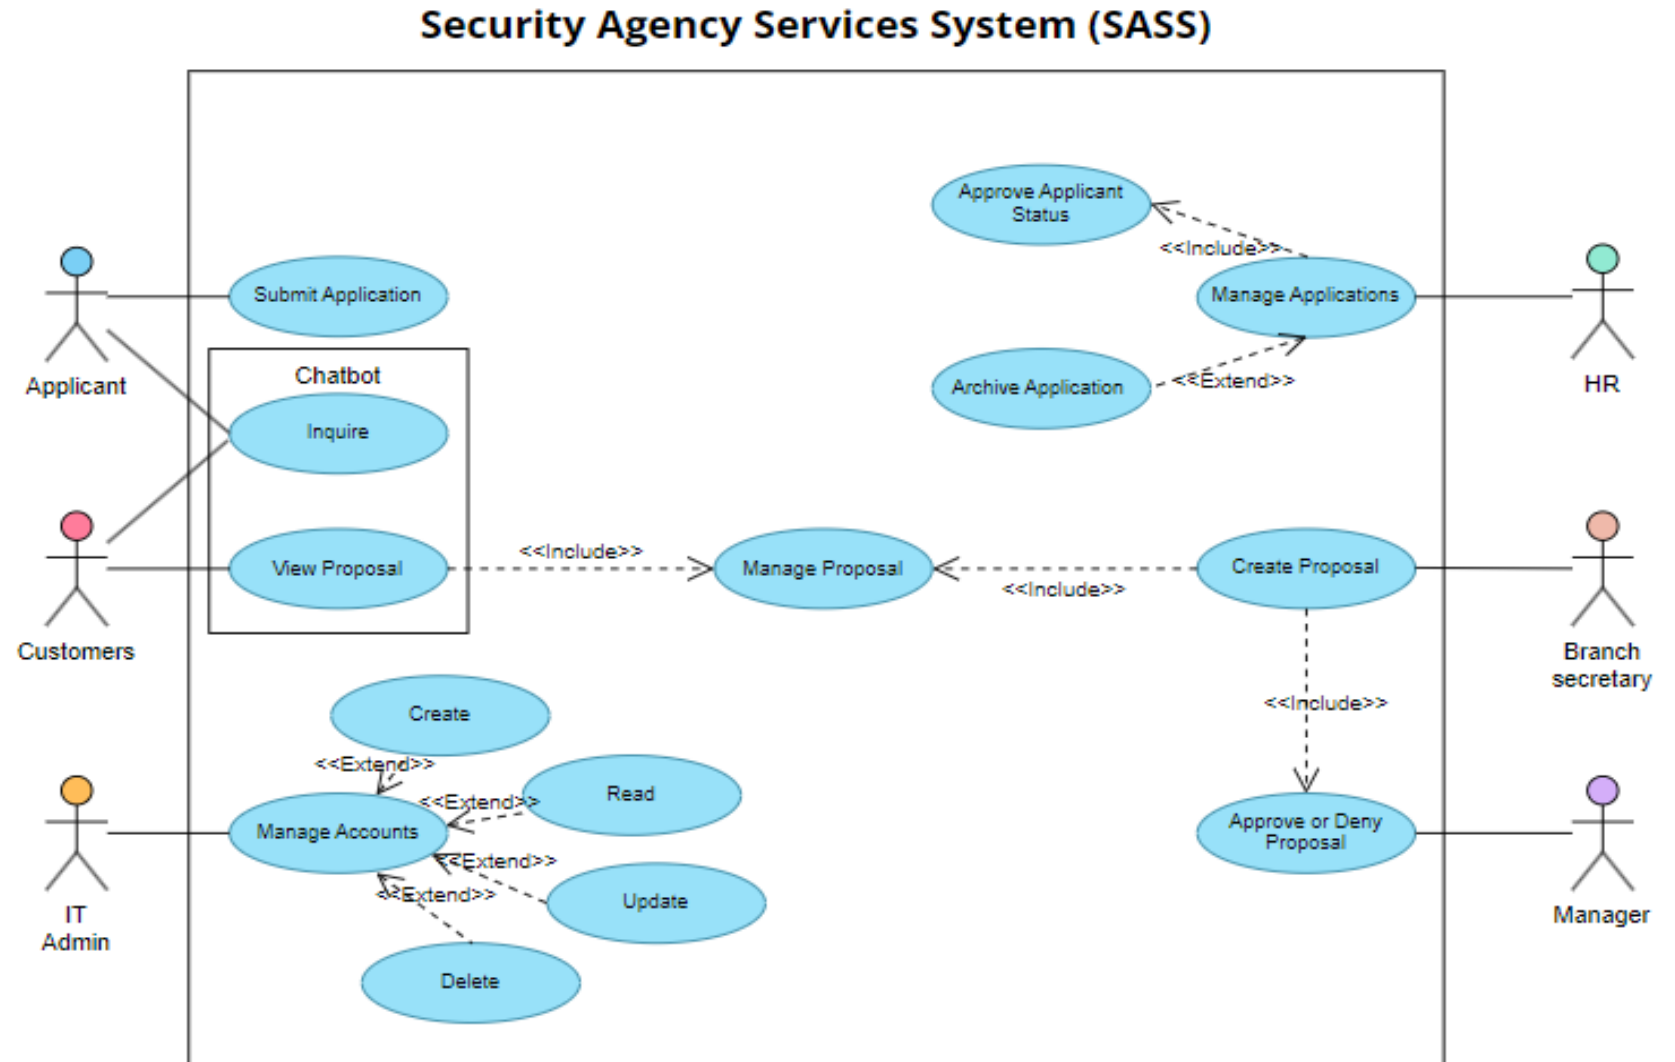 Security Agency Services System (SASS)
Approve Applicant
Status
<<Include>>
Submit Application
Manage Applications
Applicant
HR
Chatbot
<<Extend>>
Archive Application
Inquire
<<Include>>
View Proposal
Manage Proposal
Create Proposal
<<Include>>
Customers
Branch
secretary
<<Include>>
Create
<<Extend>>
Read
<<Extend>>
Manage Accounts
Approve or Deny
Proposal
<<Extend>>
<<Extend>>
Update
IT
Admin
Manager
Delete